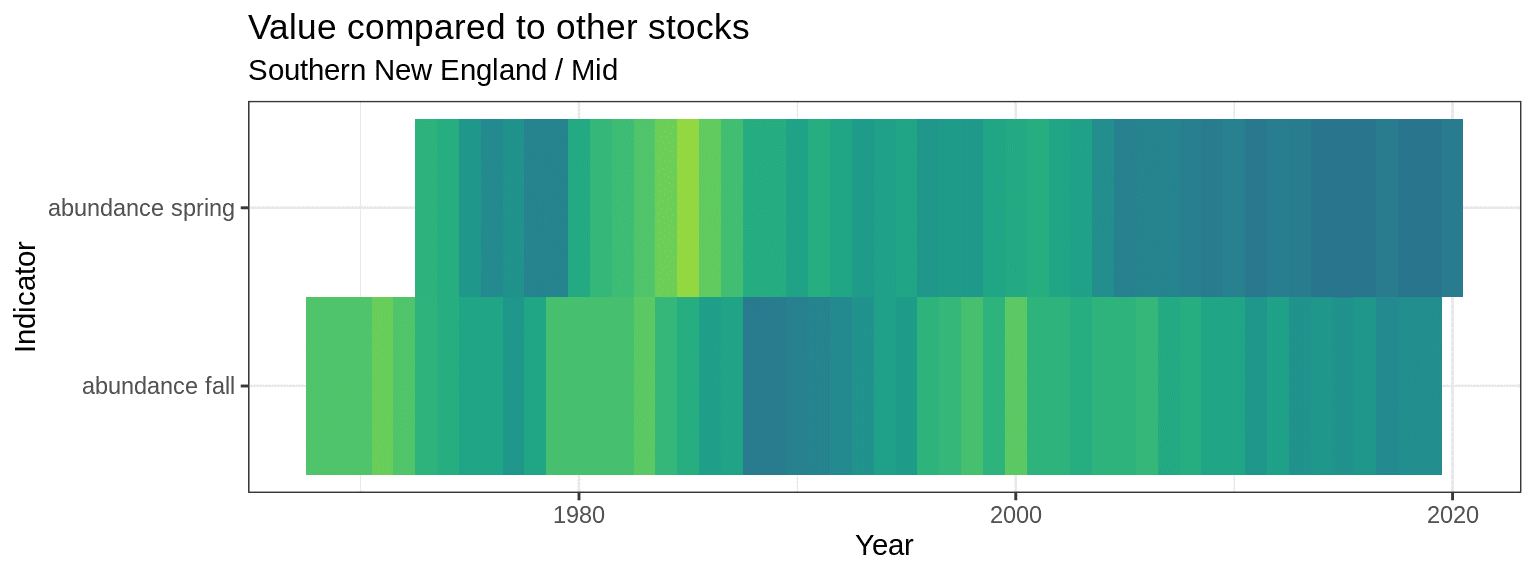 Value compared to other stocks
Southern New England / Mid
abundance spring
abundance fall
Indicator
1980
2000
2020
Year